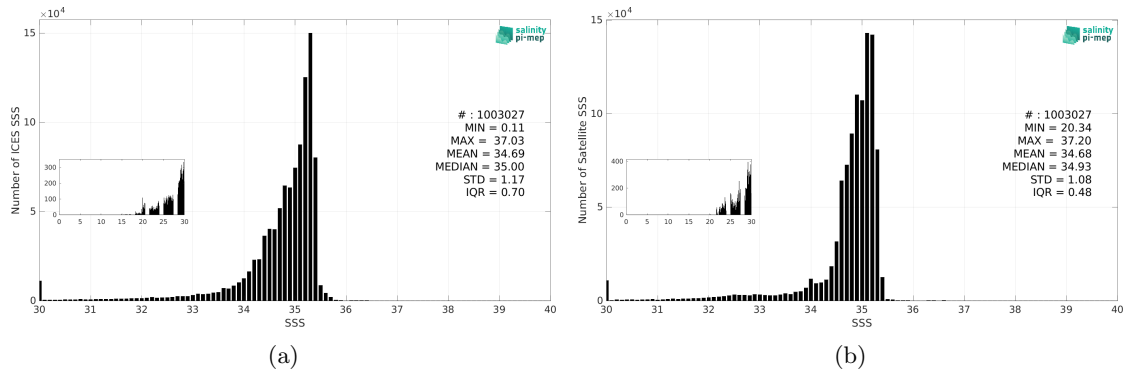 ×10⁴
15
10
5
0
Number of ICES SSS
30 31 32 33 34 35 36 37 38 39 40
SSS
300
200
100
0
0 5 10 15 20 25 30
salinity
pi-mep
# : 1003027
MIN = 0.11
MAX = 37.03
MEAN = 34.69
MEDIAN = 35.00
STD = 1.17
IQR = 0.70
(a)
×10⁴
15
10
5
0
Number of Satellite SSS
30 31 32 33 34 35 36 37 38 39 40
SSS
400
200
0
0 5 10 15 20 25 30
salinity
pi-mep
# : 1003027
MIN = 20.34
MAX = 37.20
MEAN = 34.68
MEDIAN = 34.93
STD = 1.08
IQR = 0.48
(b)